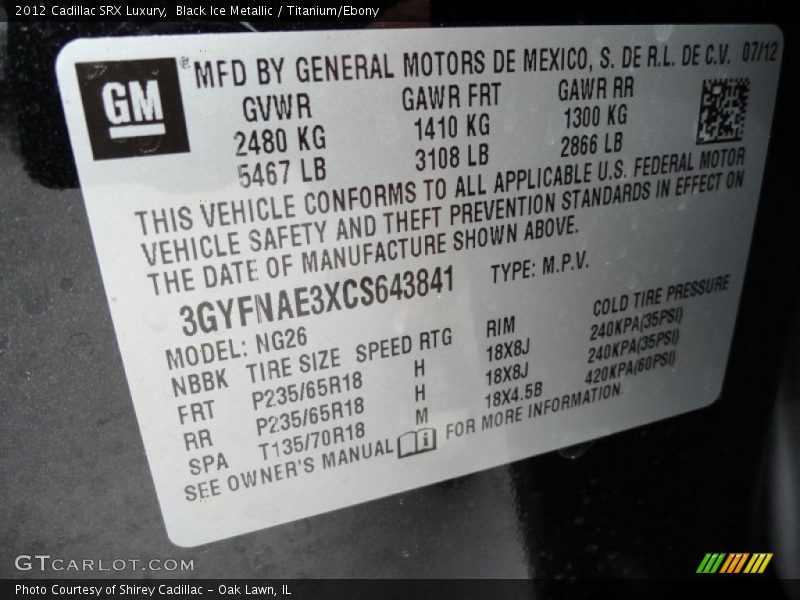 2012 Cadillac SRX Luxury, Black Ice Metallic / Titanium/Ebony
GM® MFD BY GENERAL MOTORS DE MEXICO, S. DE R.L. DE C.V. 07/12
GVWR GAWR FRT GAWR RR
2480 KG 1410 KG 1300 KG
5467 LB 3108 LB 2866 LB
THIS VEHICLE CONFORMS TO ALL APPLICABLE U.S. FEDERAL MOTOR
VEHICLE SAFETY AND THEFT PREVENTION STANDARDS IN EFFECT ON
THE DATE OF MANUFACTURE SHOWN ABOVE.
3GYFNAE3XCS643841 TYPE: M.P.V.
MODEL: NG26
NBBK TIRE SIZE SPEED RTG RIM COLD TIRE PRESSURE
FRT P235/65R18 H 18X8J 240KPA(35PSI)
RR P235/65R18 H 18X8J 240KPA(35PSI)
SPA T135/70R18 M 18X4.5B 420KPA(60PSI)
SEE OWNER'S MANUAL i FOR MORE INFORMATION.
GTCARLOT.COM
Photo Courtesy of Shirey Cadillac - Oak Lawn, IL